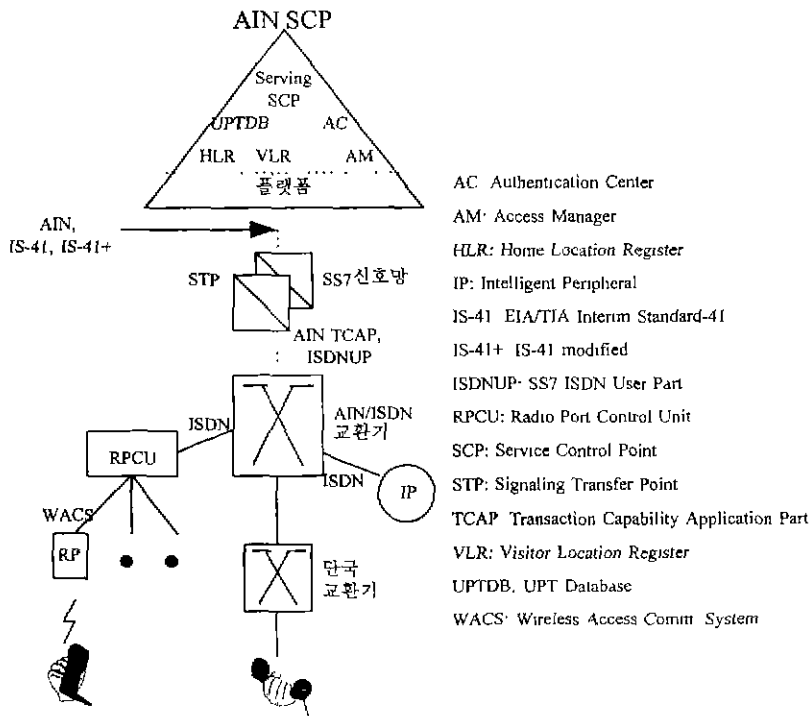 AIN SCP
Serving
SCP
UPTDB AC
HLR VLR AM
플랫폼
AIN,
IS-41, IS-41+
STP
SS7신호망
AIN TCAP,
ISDNUP
ISDN
AIN/ISDN
교환기
RPCU
ISDN
IP
WACS
RP
단국
교환기
AC Authentication Center
AM· Access Manager
HLR: Home Location Register
IP: Intelligent Peripheral
IS-41 EIA/TIA Interim Standard-41
IS-41+ IS-41 modified
ISDNUP· SS7 ISDN User Part
RPCU: Radio Port Control Unit
SCP: Service Control Point
STP: Signaling Transfer Point
TCAP Transaction Capability Application Part
VLR: Visitor Location Register
UPTDB. UPT Database
WACS· Wireless Access Comm System